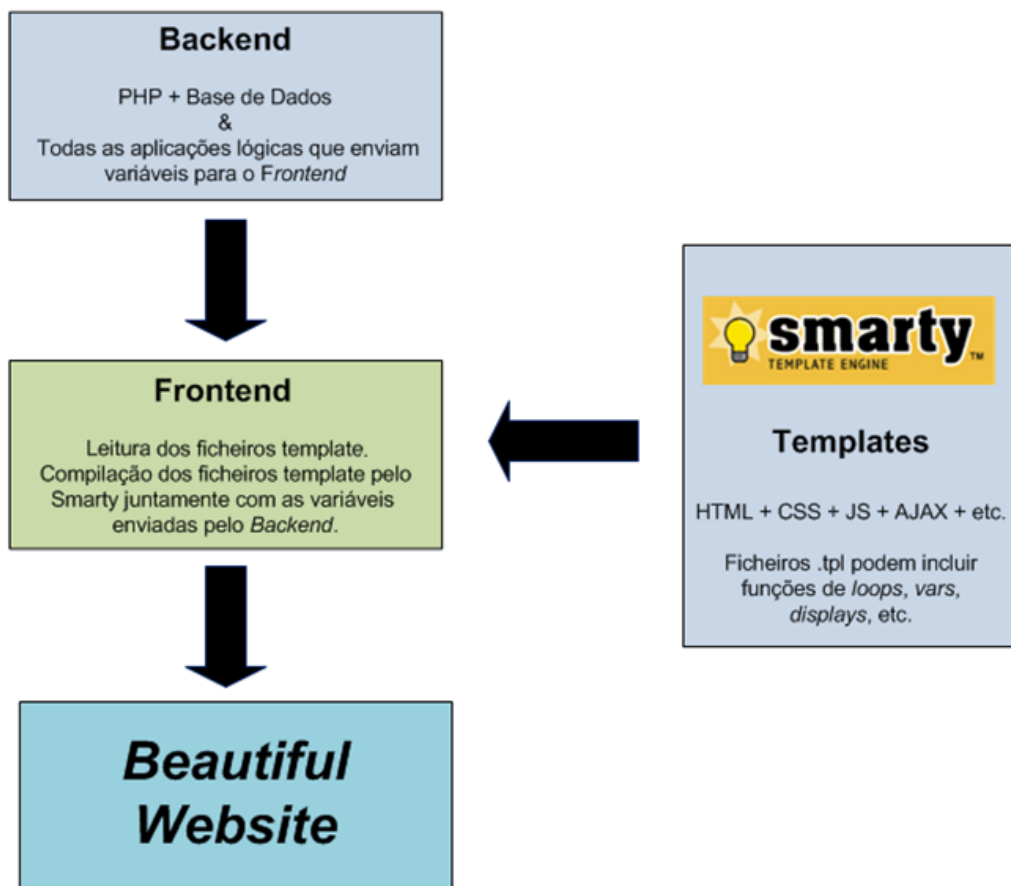 Backend
PHP + Base de Dados
&
Todas as aplicações lógicas que enviam
variáveis para o Frontend
smarty
TM
TEMPLATE ENGINE
Frontend
Leitura dos ficheiros template.
Compilação dos ficheiros template pelo
Smarty juntamente com as variáveis
enviadas pelo Backend.
Templates
HTML + CSS + JS + AJAX + etc.
Ficheiros .tpl podem incluir
funções de loops, vars,
displays, etc.
Beautiful
Website